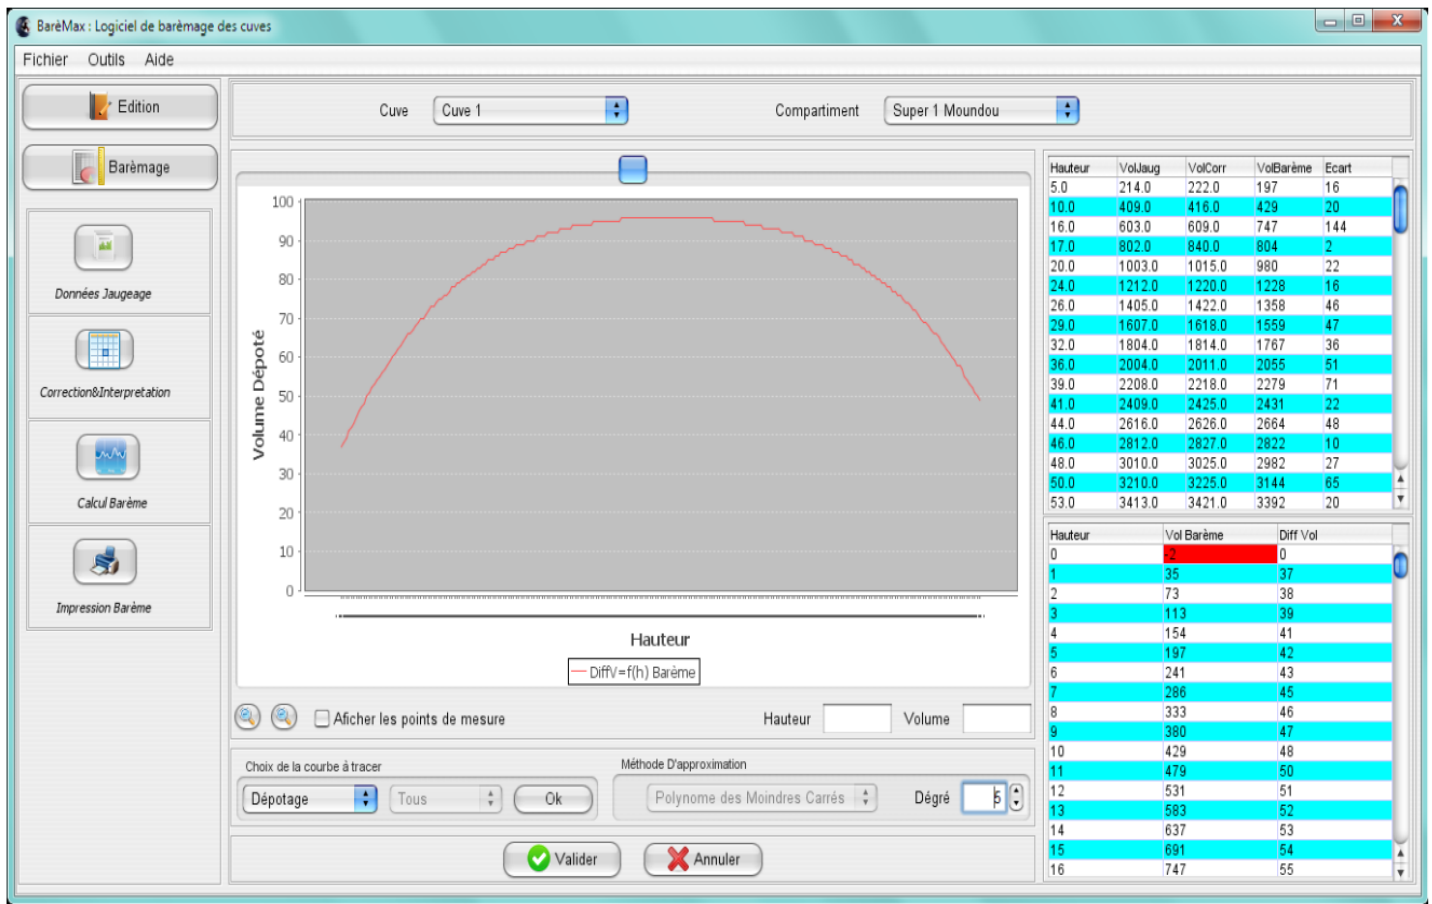 BarèMax : Logiciel de barèmage des cuves
Fichier Outils Aide
Edition
Barèmage
Données Jaugeage
Correction&Interpretation
Calcul Barème
Impression Barème
Cuve Cuve 1 Compartiment Super 1 Moundou
100
90
80
70
60
50
40
30
20
10
0
Volume Dépoté
Hauteur
DiffV=f(h) Barème
Aficher les points de mesure Hauteur Volume
Choix de la courbe à tracer
Dépotage Tous Ok
Méthode D'approximation
Polynome des Moindres Carrés Dégré 5
Valider Annuler
Hauteur VolJaug VolCorr VolBarème Ecart
5.0 214.0 222.0 197 16
10.0 409.0 416.0 429 20
16.0 603.0 609.0 747 144
17.0 802.0 840.0 804 2
20.0 1003.0 1015.0 980 22
24.0 1212.0 1220.0 1228 16
26.0 1405.0 1422.0 1358 46
29.0 1607.0 1618.0 1559 47
32.0 1804.0 1814.0 1767 36
36.0 2004.0 2011.0 2055 51
39.0 2208.0 2218.0 2279 71
41.0 2409.0 2425.0 2431 22
44.0 2616.0 2626.0 2664 48
46.0 2812.0 2827.0 2822 10
48.0 3010.0 3025.0 2982 27
50.0 3210.0 3225.0 3144 65
53.0 3413.0 3421.0 3392 20
Hauteur Vol Barème Diff Vol
0 -2 0
1 35 37
2 73 38
3 113 39
4 154 41
5 197 42
6 241 43
7 286 45
8 333 46
9 380 47
10 429 48
11 479 50
12 531 51
13 583 52
14 637 53
15 691 54
16 747 55